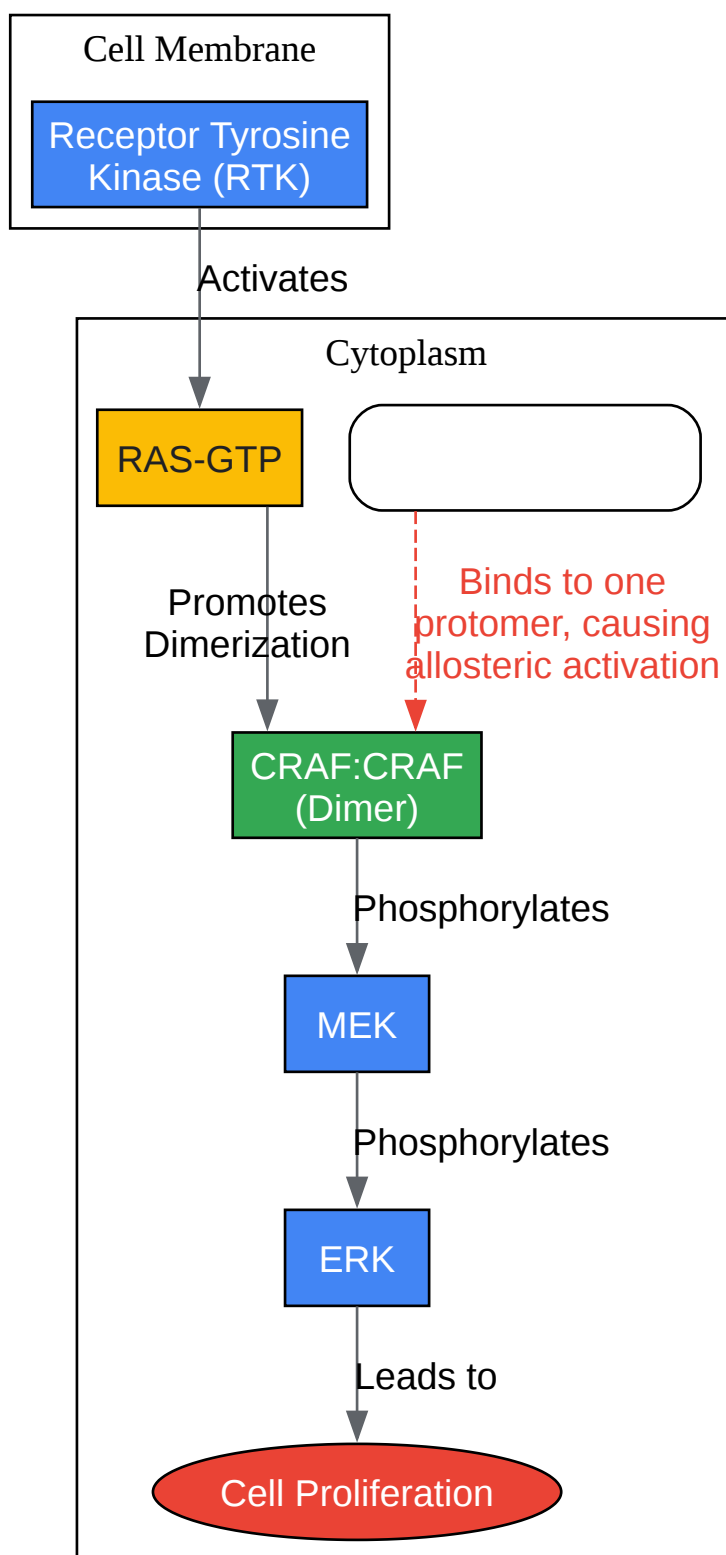 Cell Membrane
Receptor Tyrosine
Kinase (RTK)
Activates
Cytoplasm
RAS-GTP
Promotes
Dimerization
Binds to one
protomer, causing
allosteric activation
CRAF:CRAF
(Dimer)
Phosphorylates
MEK
Phosphorylates
ERK
Leads to
Cell Proliferation